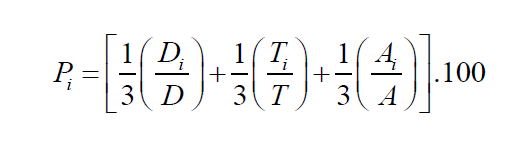 P_i = [ 1/3 ( D_i / D ) + 1/3 ( T_i / T ) + 1/3 ( A_i / A ) ] .100